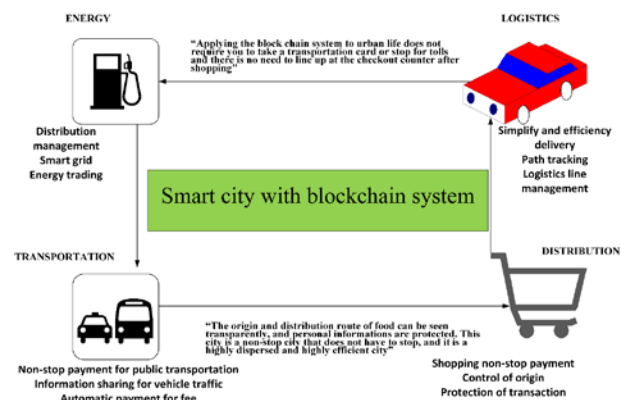 ENERGY
LOGISTICS
“Applying the block chain system to urban life does not
require you to take a transportation card or stop for tolls
and there is no need to line up at the checkout counter after
shopping”
Distribution
management
Smart grid
Energy trading
Simplify and efficiency
delivery
Path tracking
Logistics line
management
Smart city with blockchain system
TRANSPORTATION
DISTRIBUTION
“The origin and distribution route of food can be seen
transparently, and personal informations are protected. This
city is a non-stop city that does not have to stop, and it is a
highly dispersed and highly efficient city”
Non-stop payment for public transportation
Information sharing for vehicle traffic
Automatic payment for fee
Shopping non-stop payment
Control of origin
Protection of transaction